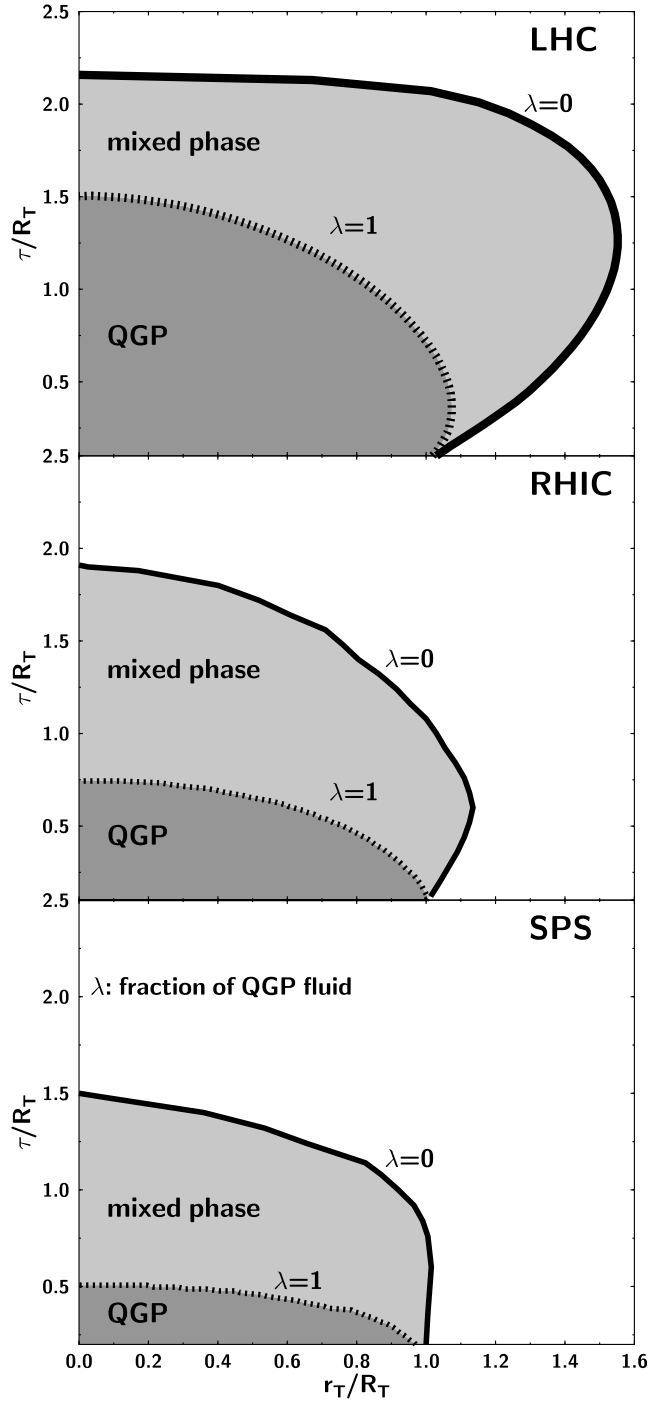 LHC
2.0
λ=0
mixed phase
1.5
λ=1
τ/R_T
1.0
QGP
0.5
2.5
RHIC
2.0
1.5
λ=0
mixed phase
τ/R_T
1.0
λ=1
0.5
QGP
2.5
SPS
2.0
λ: fraction of QGP fluid
1.5
τ/R_T
λ=0
1.0
mixed phase
0.5
λ=1
QGP
0.0 0.2 0.4 0.6 0.8 1.0 1.2 1.4 1.6
r_T/R_T